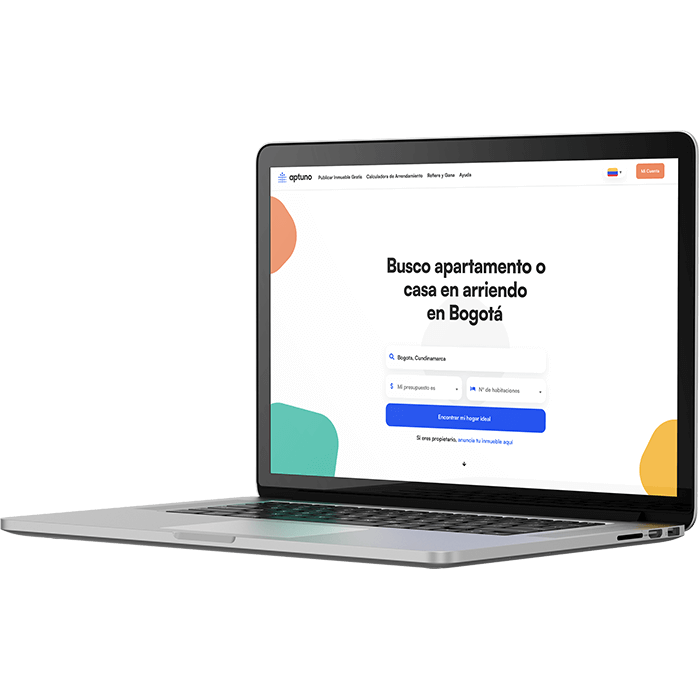 aptuno Publicar Inmueble Gratis Calculadora de Arrendamiento Refiere y Gana Ayuda Mi Cuenta
Busco apartamento o
casa en arriendo
en Bogotá
Bogota, Cundinamarca
Mi presupuesto es N° de habitaciones
Encontrar mi hogar ideal
Si eres propietario, anuncia tu inmueble aquí